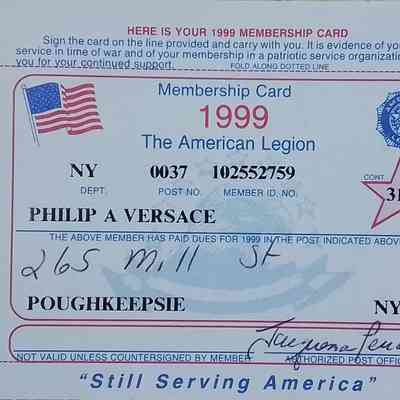 HERE IS YOUR 1999 MEMBERSHIP CARD
Sign the card on the line provided and carry with you. It is evidence of your
service in time of war and of your membership in a patriotic service organizati
you for your continued support.
FOLD ALONG DOTTED LINE
Membership Card
1999
The American Legion
NY 0037 102552759
DEPT. POST NO. MEMBER ID. NO.
CONT.
31
PHILIP A VERSACE
THE ABOVE MEMBER HAS PAID DUES FOR 1999 IN THE POST INDICATED ABOVE
265 Mill St
POUGHKEEPSIE NY
NOT VALID UNLESS COUNTERSIGNED BY MEMBER
AUTHORIZED POST OFFIC
"Still Serving America"